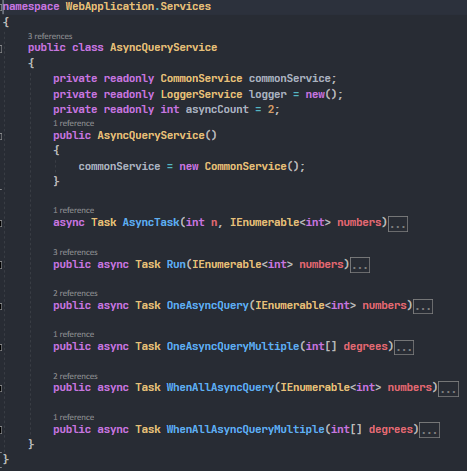 namespace WebApplication.Services
{
3 references
public class AsyncQueryService
{
private readonly CommonService commonService;
private readonly LoggerService logger = new();
private readonly int asyncCount = 2;
1 reference
public AsyncQueryService()
{
commonService = new CommonService();
}
1 reference
async Task AsyncTask(int n, IEnumerable<int> numbers)...
3 references
public async Task Run(IEnumerable<int> numbers)...
2 references
public async Task OneAsyncQuery(IEnumerable<int> numbers)...
1 reference
public async Task OneAsyncQueryMultiple(int[] degrees)...
2 references
public async Task WhenAllAsyncQuery(IEnumerable<int> numbers)...
1 reference
public async Task WhenAllAsyncQueryMultiple(int[] degrees)...
}
}